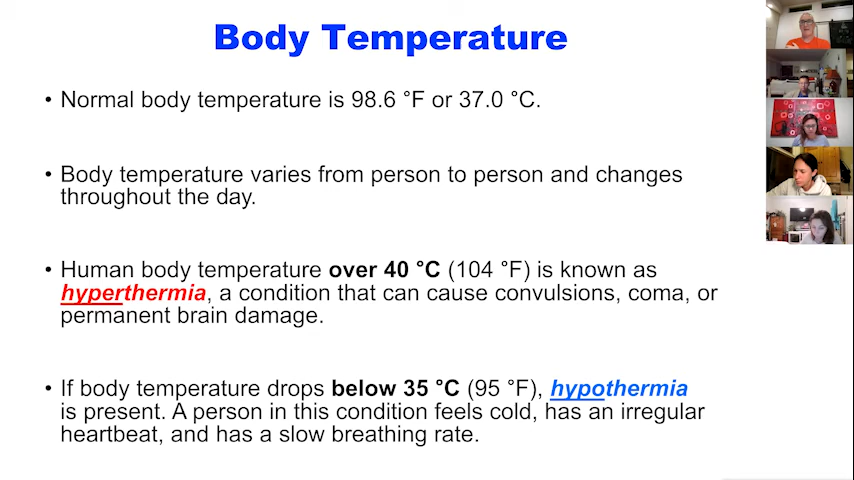 Body Temperature
• Normal body temperature is 98.6 °F or 37.0 °C.
• Body temperature varies from person to person and changes
throughout the day.
• Human body temperature over 40 °C (104 °F) is known as
hyperthermia, a condition that can cause convulsions, coma, or
permanent brain damage.
• If body temperature drops below 35 °C (95 °F), hypothermia
is present. A person in this condition feels cold, has an irregular
heartbeat, and has a slow breathing rate.